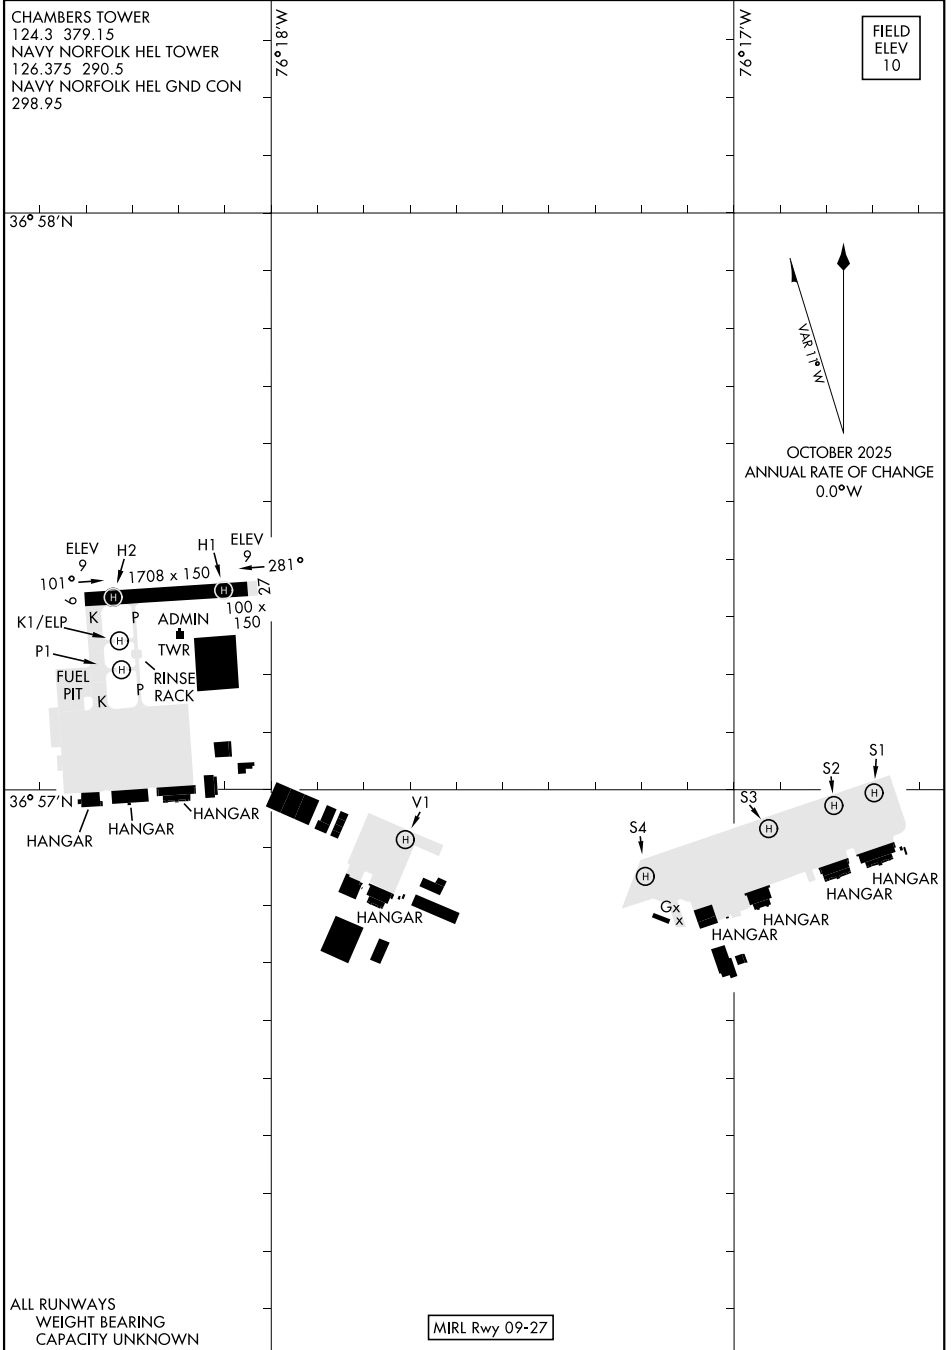 CHAMBERS TOWER
124.3 379.15
NAVY NORFOLK HEL TOWER
126.375 290.5
NAVY NORFOLK HEL GND CON
298.95
76°18'W
76°17'W
FIELD
ELEV
10
36°58'N
VAR 11° W
OCTOBER 2025
ANNUAL RATE OF CHANGE
0.0°W
ELEV
9
H2
H1
ELEV
9
281°
101°
1708 x 150
9
27
100 x
150
K
P
ADMIN
K1/ELP
H
H
H
TWR
P1
H
FUEL
PIT
RINSE
RACK
P
K
36°57'N
HANGAR
HANGAR
HANGAR
V1
H
HANGAR
S1
S2
S3
S4
H
H
H
H
HANGAR
HANGAR
HANGAR
HANGAR
Gx
x
ALL RUNWAYS
WEIGHT BEARING
CAPACITY UNKNOWN
MIRL Rwy 09-27